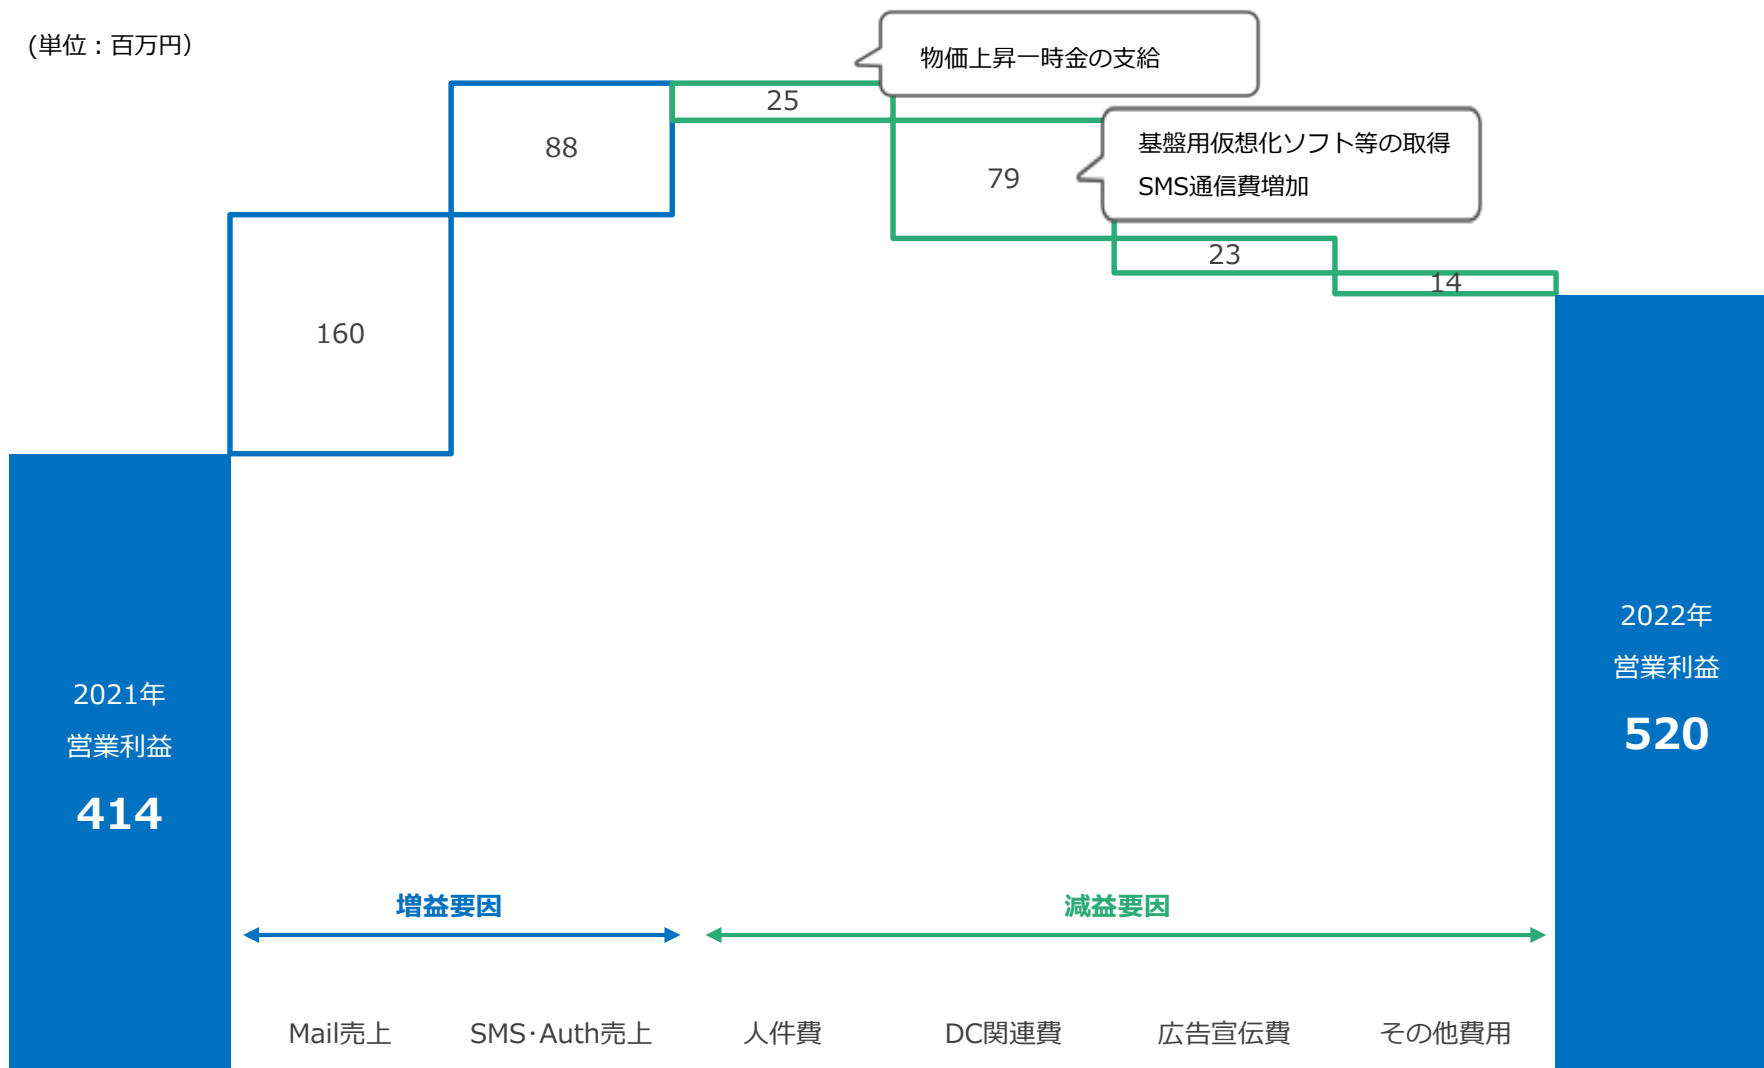 (単位：百万円）
物価上昇一時金の支給
25
基盤用仮想化ソフト等の取得
SMS通信費増加
88
79
23
14
160
2021年
営業利益
414
2022年
営業利益
520
増益要因
減益要因
Mail売上
SMS・Auth売上
人件費
DC関連費
広告宣伝費
その他費用